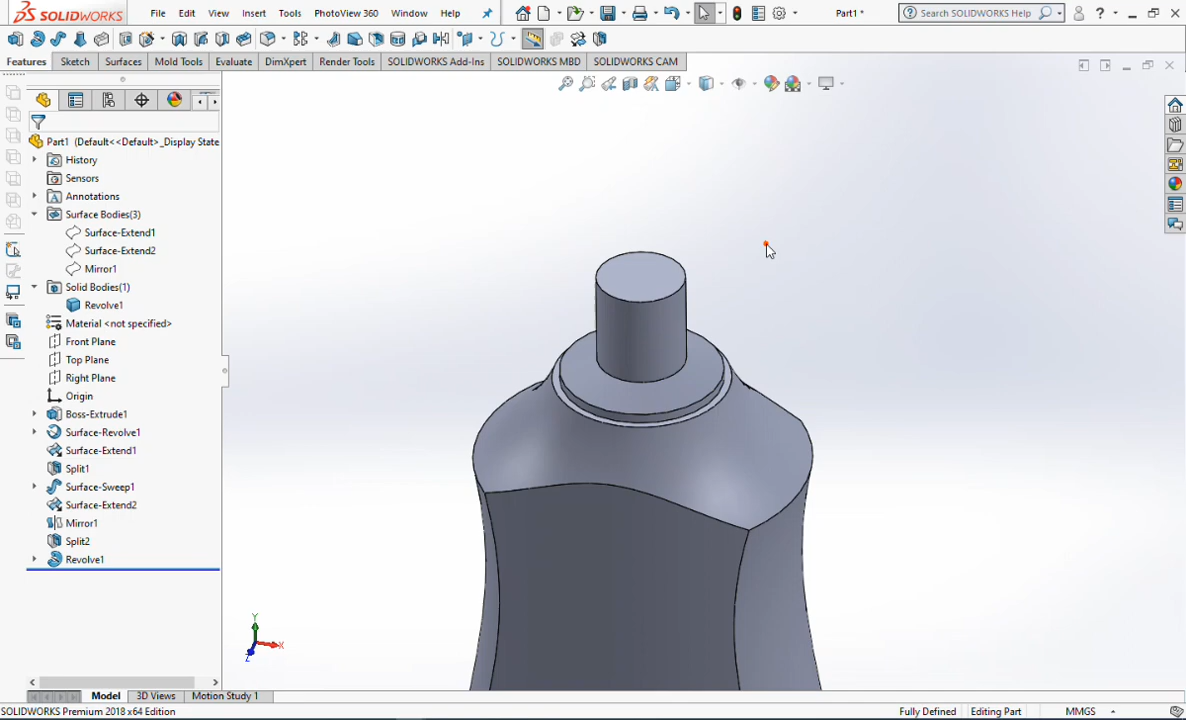 SOLIDWORKS File Edit View Insert Tools PhotoView 360 Window Help Part1 * Search SOLIDWORKS Help
Features Sketch Surfaces Mold Tools Evaluate DimXpert Render Tools SOLIDWORKS Add-Ins SOLIDWORKS MBD SOLIDWORKS CAM
Part1 (Default<<Default>_Display State
History
Sensors
Annotations
Surface Bodies(3)
Surface-Extend1
Surface-Extend2
Mirror1
Solid Bodies(1)
Revolve1
Material <not specified>
Front Plane
Top Plane
Right Plane
Origin
Boss-Extrude1
Surface-Revolve1
Surface-Extend1
Split1
Surface-Sweep1
Surface-Extend2
Mirror1
Split2
Revolve1
Y
X
Z
Model 3D Views Motion Study 1
SOLIDWORKS Premium 2018 x64 Edition Fully Defined Editing Part MMGS